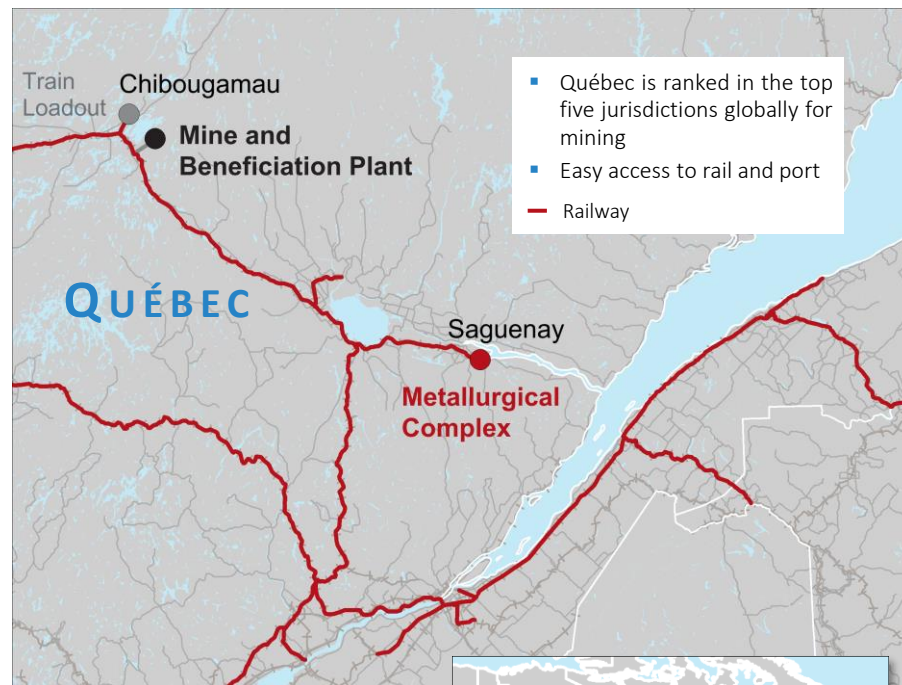 Train
Loadout
Chibougamau
Mine and
Beneficiation Plant
▪ Québec is ranked in the top
five jurisdictions globally for
mining
▪ Easy access to rail and port
Railway
QUÉBEC
Saguenay
Metallurgical
Complex